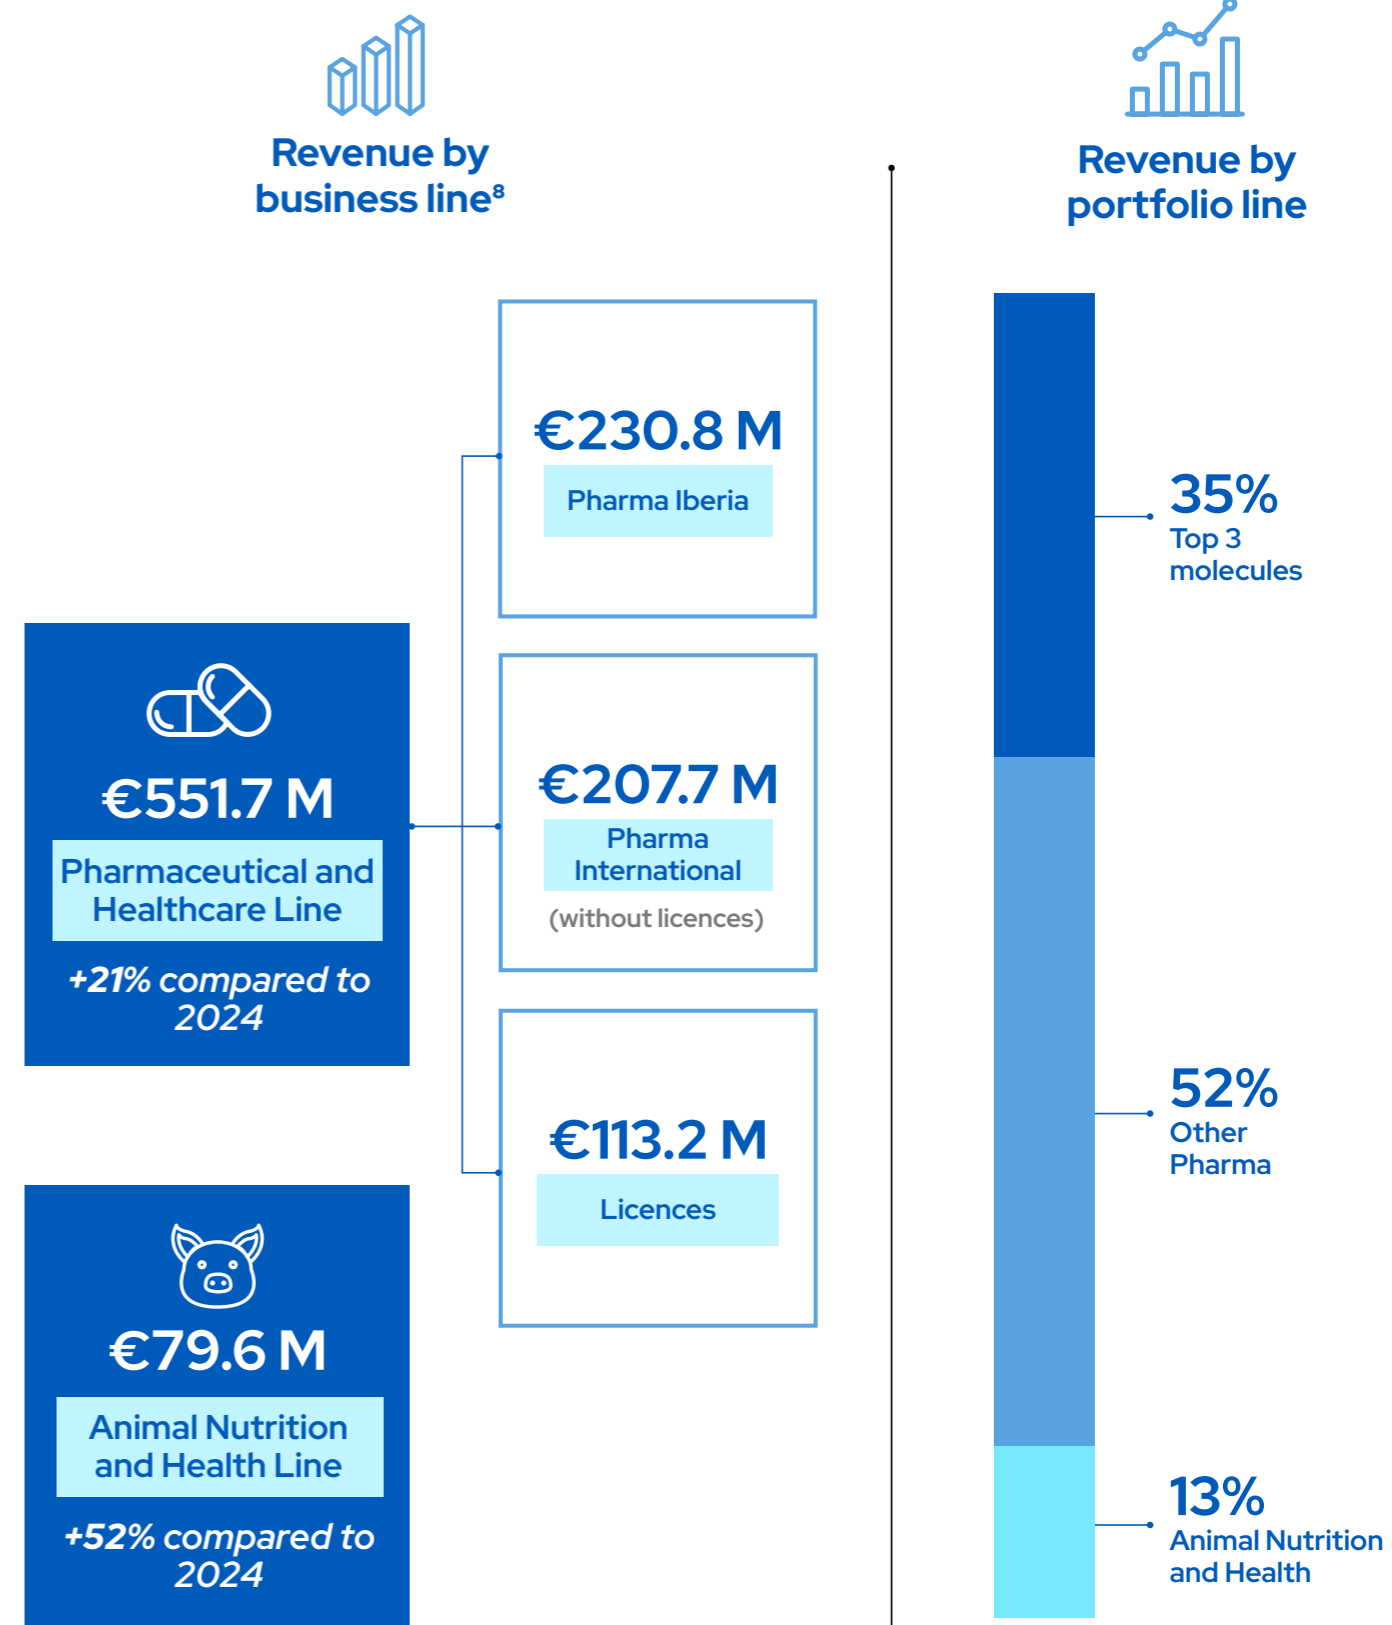 Revenue by
business line⁸
€551.7 M
Pharmaceutical and
Healthcare Line
+21% compared to
2024
€230.8 M
Pharma Iberia
€207.7 M
Pharma
International
(without licences)
€113.2 M
Licences
€79.6 M
Animal Nutrition
and Health Line
+52% compared to
2024
Revenue by
portfolio line
35%
Top 3
molecules
52%
Other
Pharma
13%
Animal Nutrition
and Health